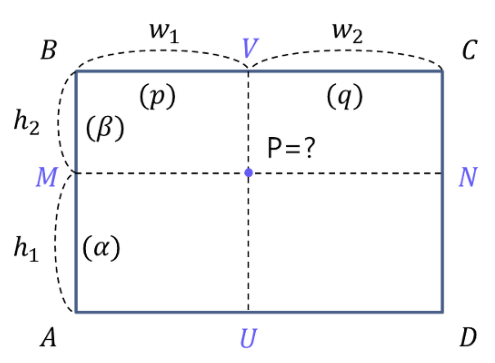 w₁ w₂
B V C
(p) (q)
h₂ (β)
P=?
M N
h₁ (α)
A U D